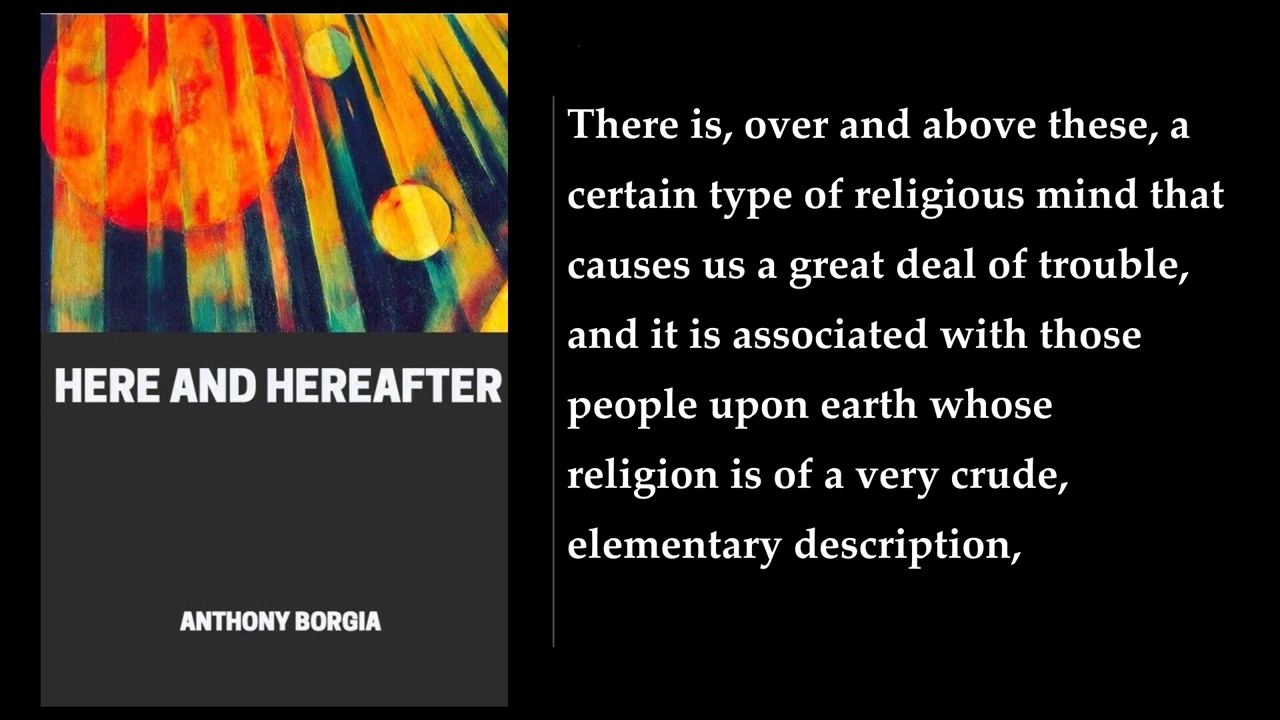 HERE AND HEREAFTER
ANTHONY BORGIA
There is, over and above these, a
certain type of religious mind that
causes us a great deal of trouble,
and it is associated with those
people upon earth whose
religion is of a very crude,
elementary description,